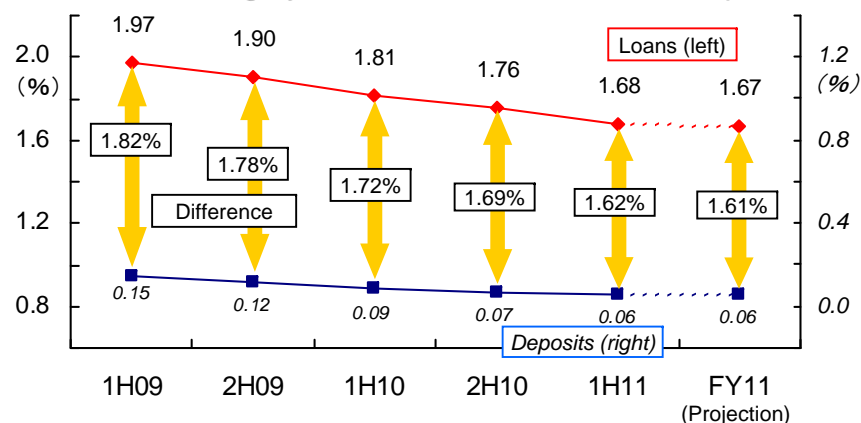 1.97
1.90
1.81
1.76
1.68
1.67
Loans (left)
2.0
(%)
1.6
1.2
0.8
1.2
(%)
0.8
0.4
0.0
1.82%
1.78%
1.72%
1.69%
1.62%
1.61%
Difference
0.15
0.12
0.09
0.07
0.06
0.06
Deposits (right)
1H09
2H09
1H10
2H10
1H11
FY11
(Projection)